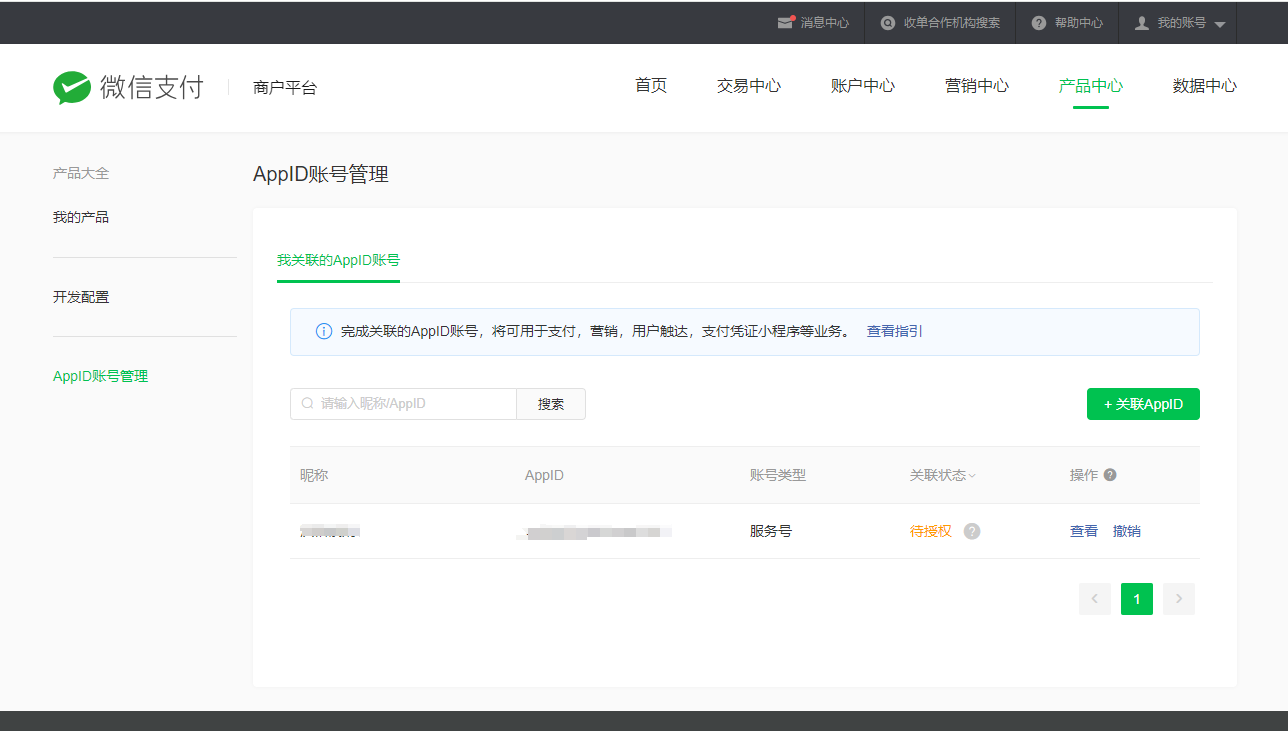 消息中心 收单合作机构搜索 帮助中心 我的账号
微信支付 商户平台 首页 交易中心 账户中心 营销中心 产品中心 数据中心
产品大全
我的产品
开发配置
AppID账号管理
AppID账号管理
我关联的AppID账号
完成关联的AppID账号，将可用于支付，营销，用户触达，支付凭证小程序等业务。 查看指引
请输入昵称/AppID 搜索 + 关联AppID
昵称 AppID 账号类型 关联状态 操作 ?
服务号 待授权 ? 查看 撤销
< 1 >